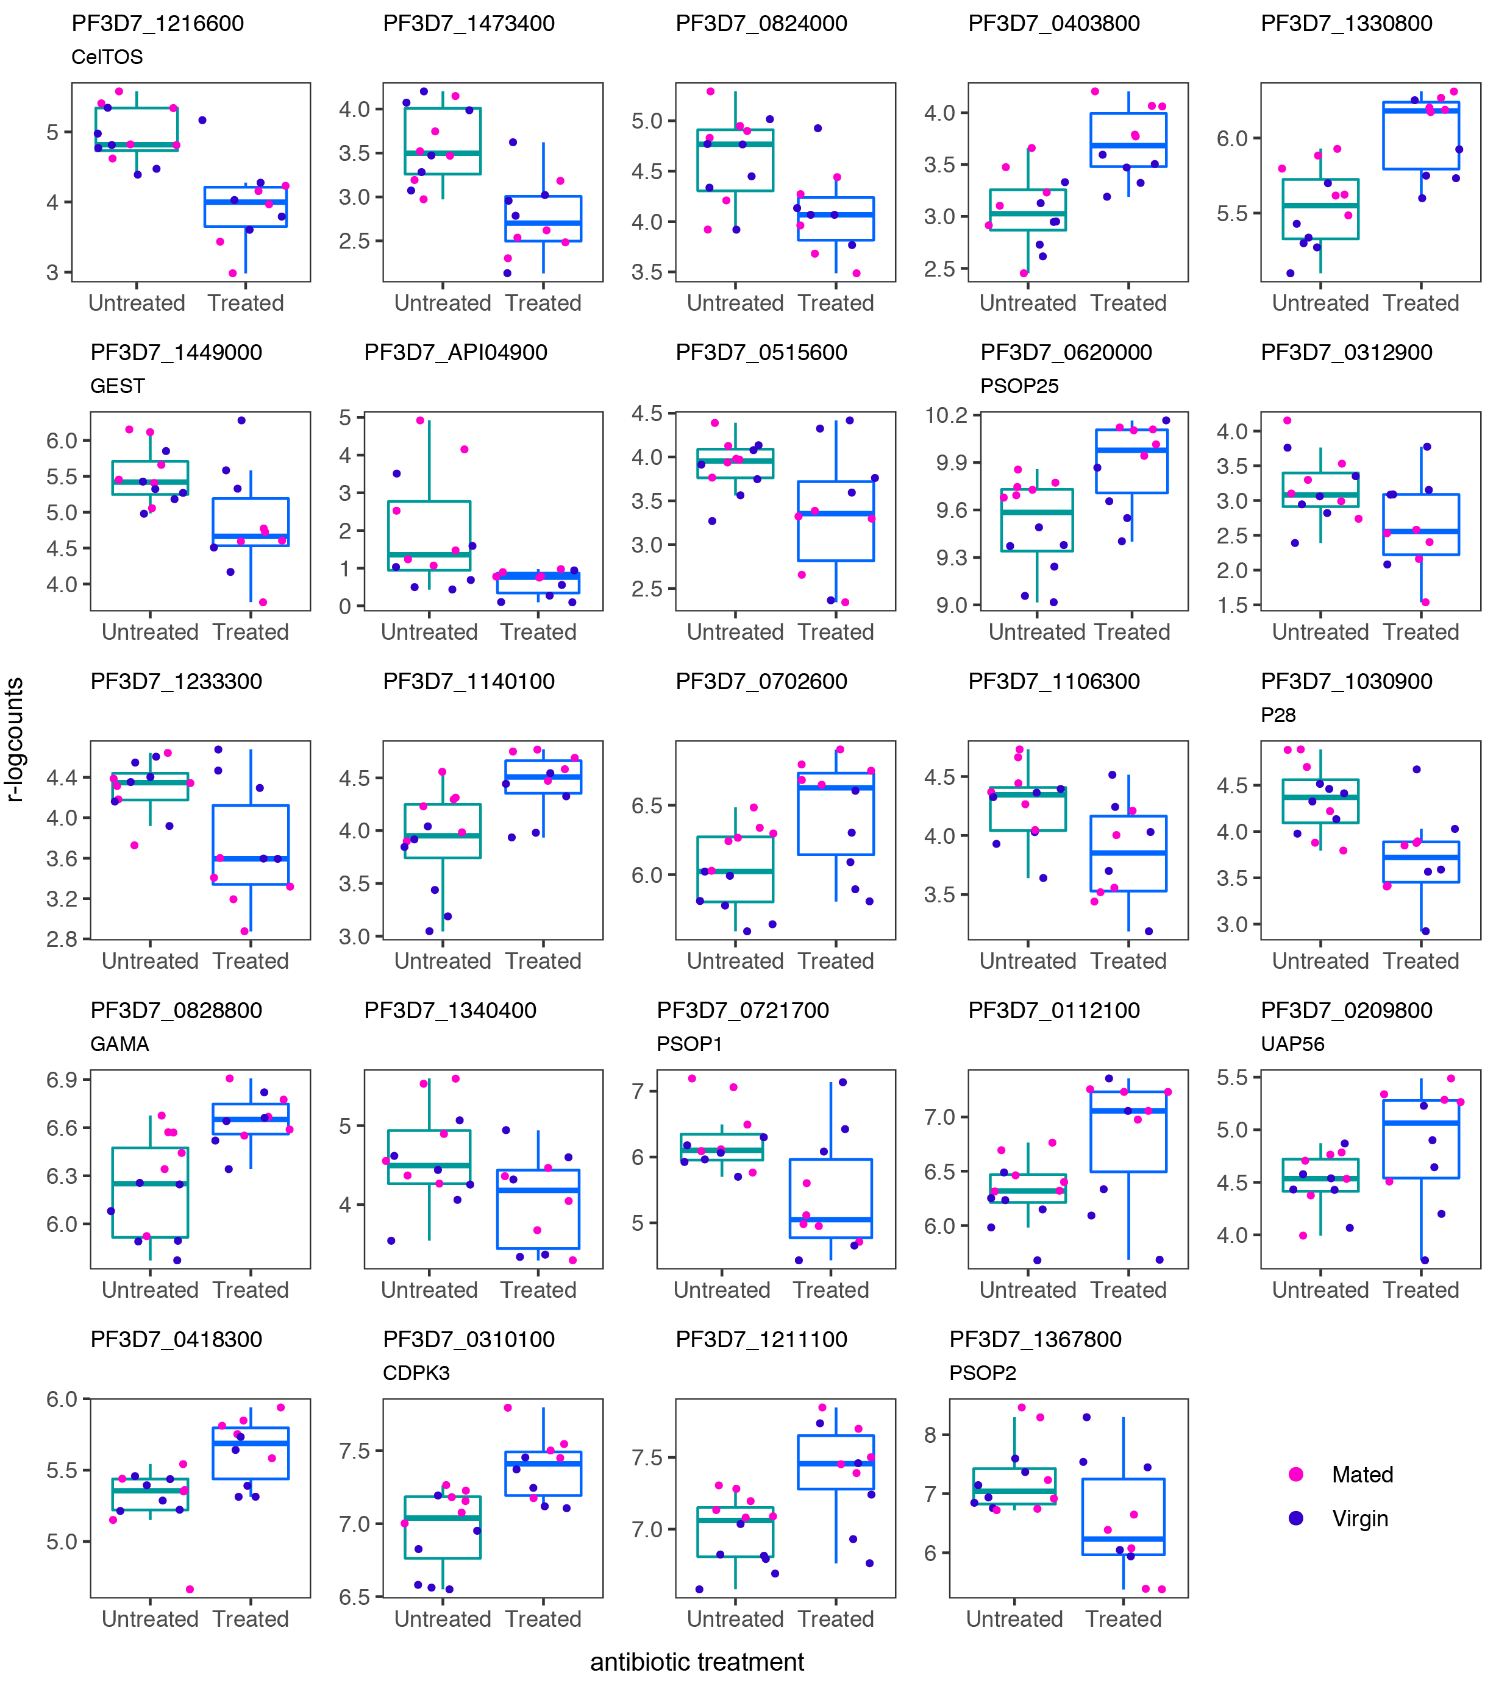 PF3D7_1216600 PF3D7_1473400 PF3D7_0824000 PF3D7_0403800 PF3D7_1330800
CelTOS
5 4 3
4.0 3.5 3.0 2.5
5.0 4.5 4.0 3.5
4.0 3.5 3.0 2.5
6.0 5.5
Untreated Treated Untreated Treated Untreated Treated Untreated Treated Untreated Treated
PF3D7_1449000 PF3D7_API04900 PF3D7_0515600 PF3D7_0620000 PF3D7_0312900
GEST PSOP25
6.0 5.5 5.0 4.5 4.0
5 4 3 2 1 0
4.5 4.0 3.5 3.0 2.5
10.2 9.9 9.6 9.3 9.0
4.0 3.5 3.0 2.5 2.0 1.5
Untreated Treated Untreated Treated Untreated Treated Untreated Treated Untreated Treated
r-logcounts
PF3D7_1233300 PF3D7_1140100 PF3D7_0702600 PF3D7_1106300 PF3D7_1030900
P28
4.4 4.0 3.6 3.2 2.8
4.5 4.0 3.5 3.0
6.5 6.0
4.5 4.0 3.5
4.5 4.0 3.5 3.0
Untreated Treated Untreated Treated Untreated Treated Untreated Treated Untreated Treated
PF3D7_0828800 PF3D7_1340400 PF3D7_0721700 PF3D7_0112100 PF3D7_0209800
GAMA PSOP1 UAP56
6.9 6.6 6.3 6.0
5 4
7 6 5
7.0 6.5 6.0
5.5 5.0 4.5 4.0
Untreated Treated Untreated Treated Untreated Treated Untreated Treated Untreated Treated
PF3D7_0418300 PF3D7_0310100 PF3D7_1211100 PF3D7_1367800
CDPK3 PSOP2
6.0 5.5 5.0
7.5 7.0 6.5
7.5 7.0
8 7 6
Mated
Virgin
Untreated Treated Untreated Treated Untreated Treated Untreated Treated
antibiotic treatment